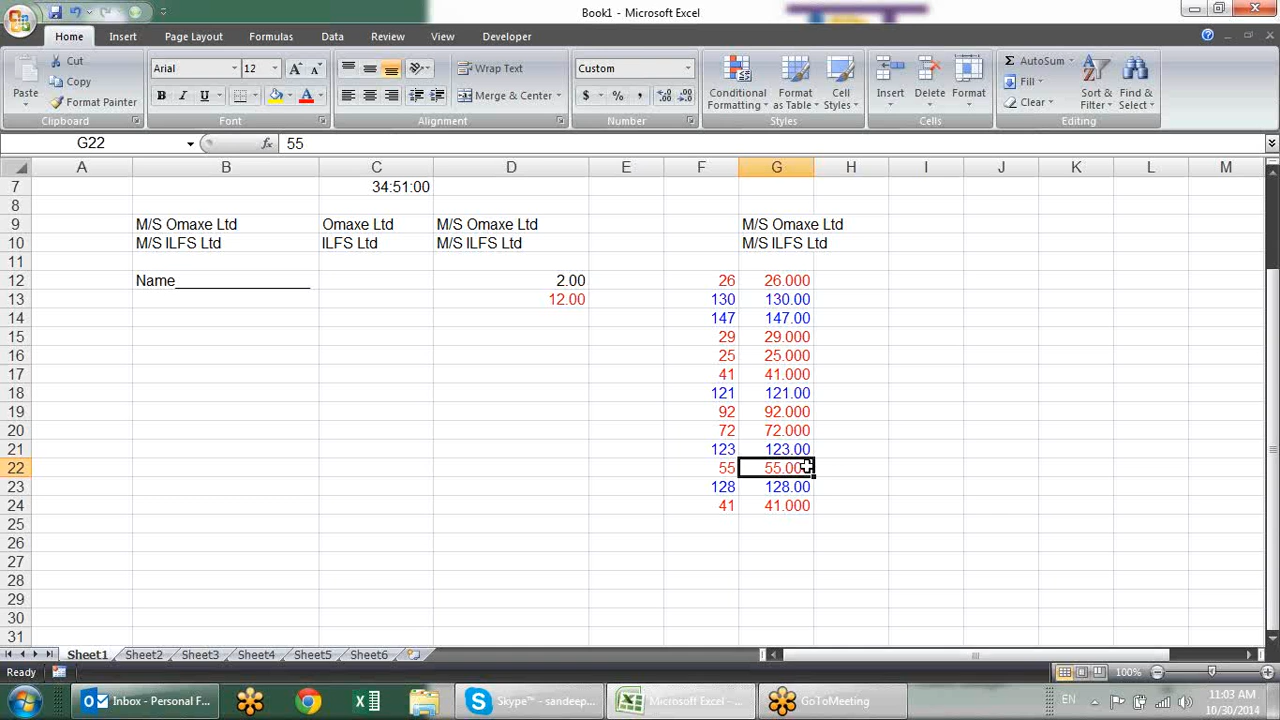 Book1 - Microsoft Excel
Home Insert Page Layout Formulas Data Review View Developer
Paste Cut Arial 12 Wrap Text Custom Conditional Formatting Format as Table Cell Styles Insert Delete Format AutoSum Sort & Filter Find & Select
Copy Fill
Format Painter B I U A Merge & Center $ % , Clear
Clipboard Font Alignment Number Styles Cells Editing
G22 fx 55
A B C D E F G H I J K L M
7 34:51:00
8
9 M/S Omaxe Ltd Omaxe Ltd M/S Omaxe Ltd M/S Omaxe Ltd
10 M/S ILFS Ltd ILFS Ltd M/S ILFS Ltd M/S ILFS Ltd
11
12 Name________________ 2.00 26 26.000
13 12.00 130 130.00
14 147 147.00
15 29 29.000
16 25 25.000
17 41 41.000
18 121 121.00
19 92 92.000
20 72 72.000
21 123 123.00
22 55
23 128 128.00
24 41 41.000
25
26
27
28
29
30
31
Sheet1 Sheet2 Sheet3 Sheet4 Sheet5 Sheet6
Ready 100%
Inbox - Personal F... Skype™ - sandeep... Microsoft Excel - ... GoToMeeting EN 11:03 AM
10/30/2014